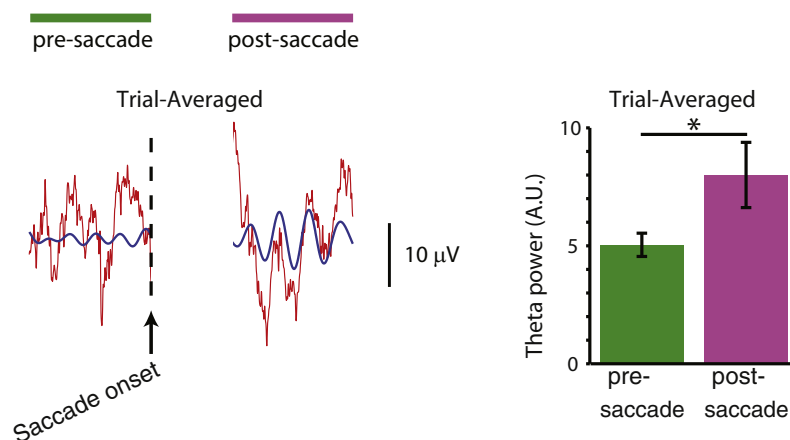 pre-saccade
post-saccade
Trial-Averaged
Saccade onset
10 μV
Trial-Averaged
*
Theta power (A.U.)
10
5
0
pre-
saccade
post-
saccade